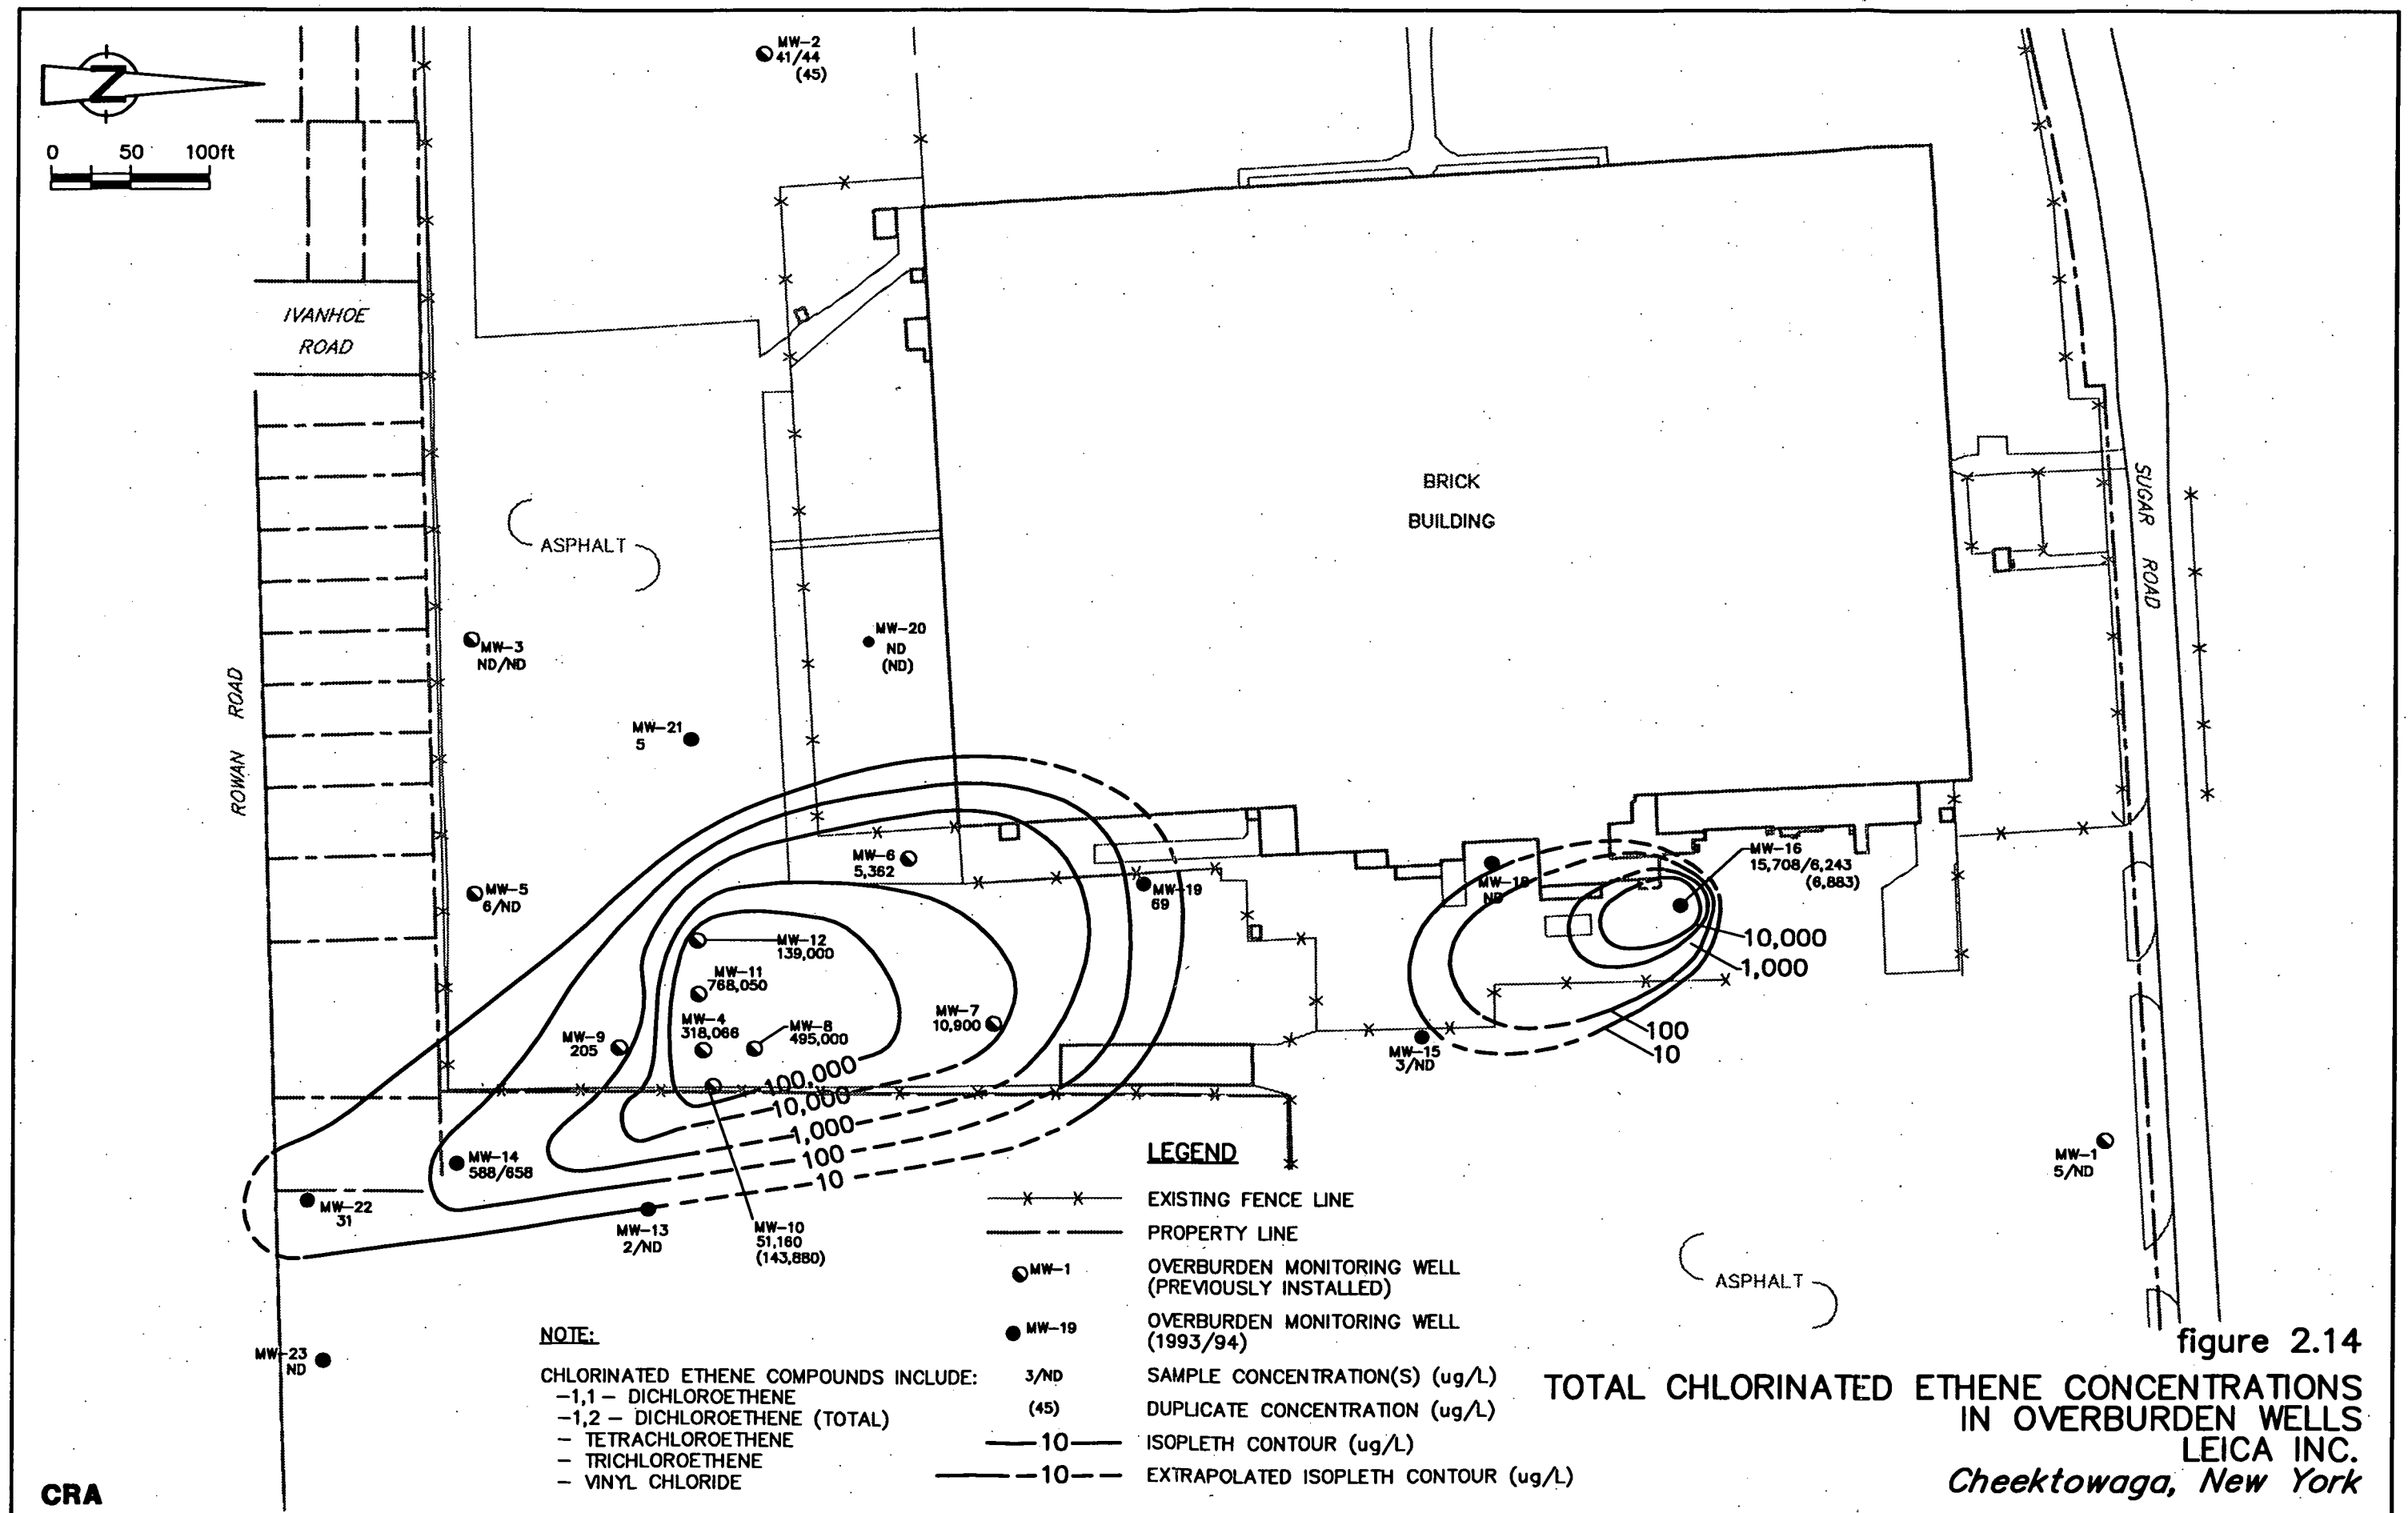 N
0 50 100ft
MW-2
41/44
(45)
IVANHOE
ROAD
BRICK
BUILDING
SUGAR ROAD
ASPHALT
MW-3
ND/ND
MW-20
ND
(ND)
ROWAN ROAD
MW-21
5
MW-6
5,362
MW-5
6/ND
MW-19
69
MW-18
ND
MW-16
15,708/6,243
(6,883)
10,000
1,000
100
10
MW-12
139,000
MW-11
768,050
MW-4
318,066
MW-8
495,000
MW-7
10,900
MW-9
205
MW-15
3/ND
100,000
10,000
1,000
100
10
MW-14
588/658
MW-22
31
MW-13
2/ND
MW-10
51,160
(143,880)
MW-1
5/ND
ASPHALT
MW-23
ND
LEGEND
EXISTING FENCE LINE
PROPERTY LINE
MW-1 OVERBURDEN MONITORING WELL
(PREVIOUSLY INSTALLED)
MW-19 OVERBURDEN MONITORING WELL
(1993/94)
3/ND SAMPLE CONCENTRATION(S) (ug/L)
(45) DUPLICATE CONCENTRATION (ug/L)
10 ISOPLETH CONTOUR (ug/L)
10 EXTRAPOLATED ISOPLETH CONTOUR (ug/L)
NOTE:
CHLORINATED ETHENE COMPOUNDS INCLUDE:
-1,1 - DICHLOROETHENE
-1,2 - DICHLOROETHENE (TOTAL)
- TETRACHLOROETHENE
- TRICHLOROETHENE
- VINYL CHLORIDE
CRA
figure 2.14
TOTAL CHLORINATED ETHENE CONCENTRATIONS
IN OVERBURDEN WELLS
LEICA INC.
Cheektowaga, New York